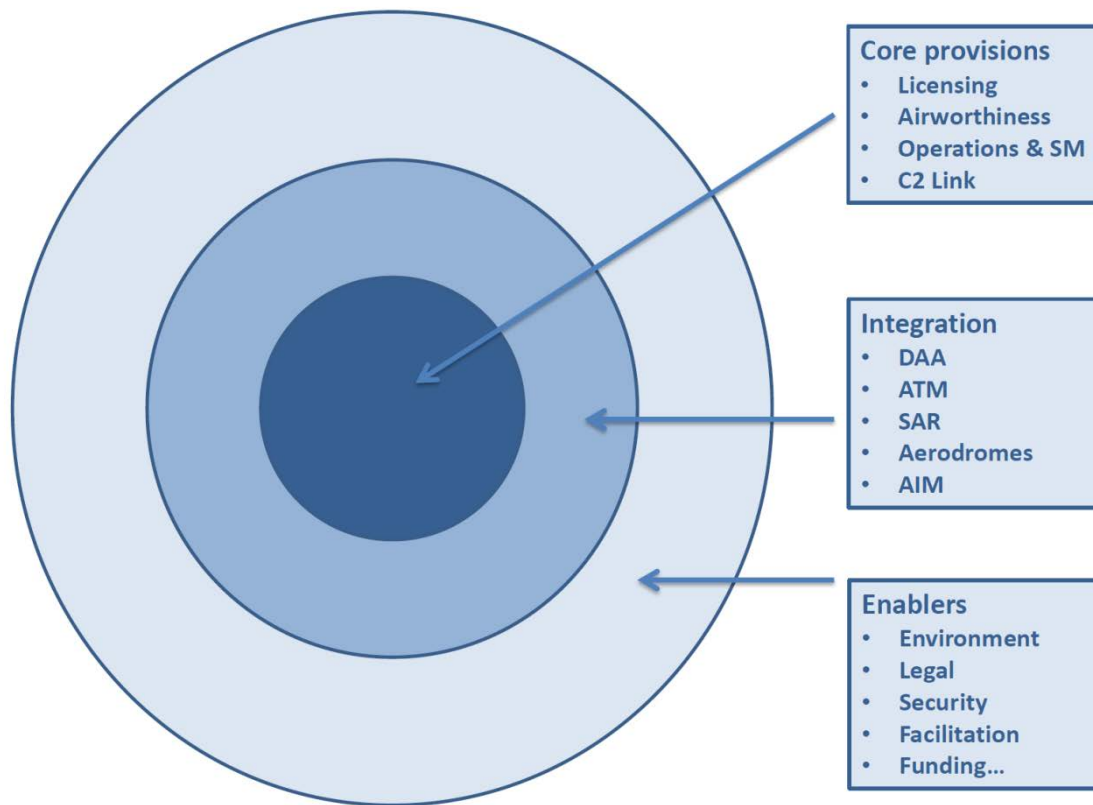 Core provisions
• Licensing
• Airworthiness
• Operations & SM
• C2 Link
Integration
• DAA
• ATM
• SAR
• Aerodromes
• AIM
Enablers
• Environment
• Legal
• Security
• Facilitation
• Funding...